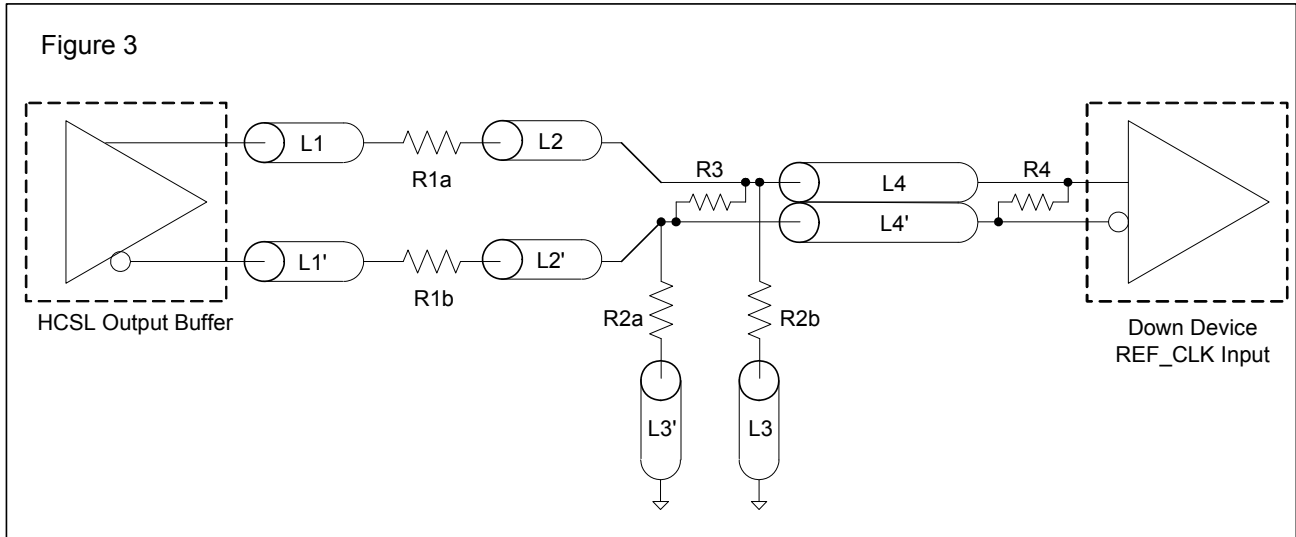 Figure 3
L1
R1a
L2
R3
L4
R4
L4'
L1'
R1b
L2'
HCSL Output Buffer
R2a
R2b
Down Device
REF_CLK Input
L3'
L3